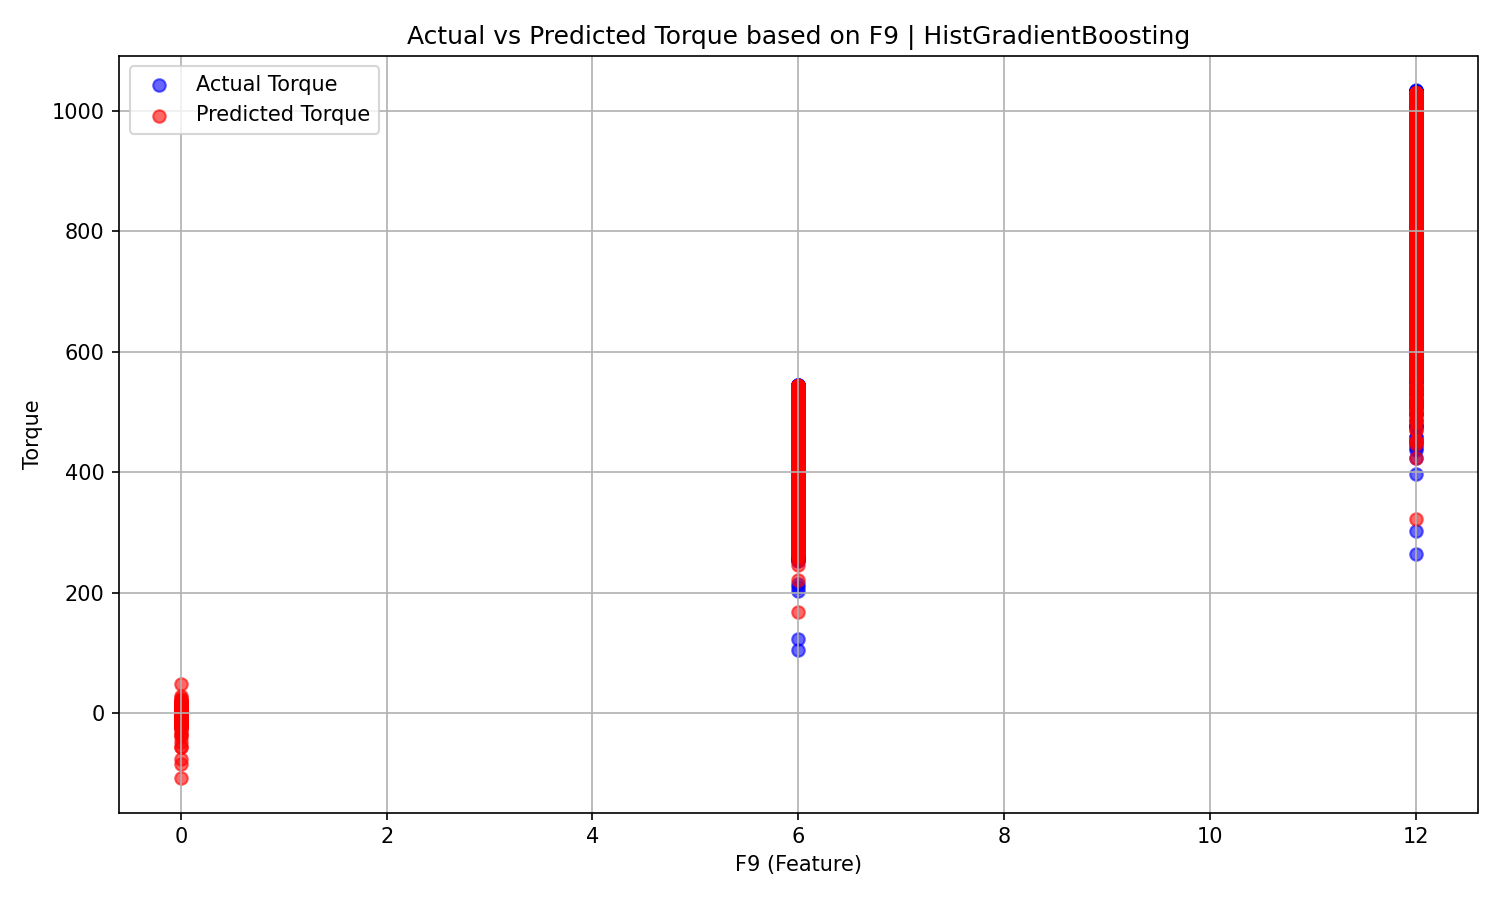 Actual vs Predicted Torque based on F9 | HistGradientBoosting
Actual Torque
Predicted Torque
1000
800
600
400
200
0
Torque
0 2 4 6 8 10 12
F9 (Feature)